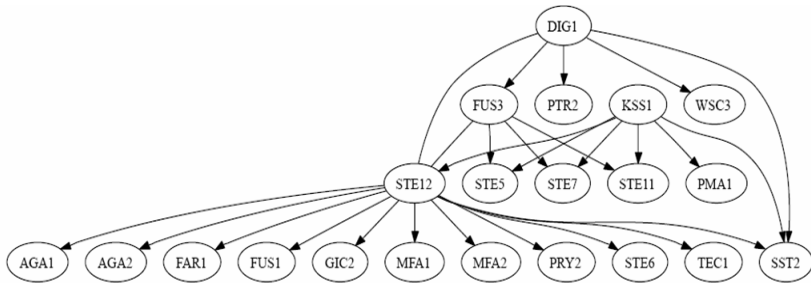 DIG1
FUS3 PTR2 KSS1 WSC3
STE12 STE5 STE7 STE11 PMA1
AGA1 AGA2 FAR1 FUS1 GIC2 MFA1 MFA2 PRY2 STE6 TEC1 SST2